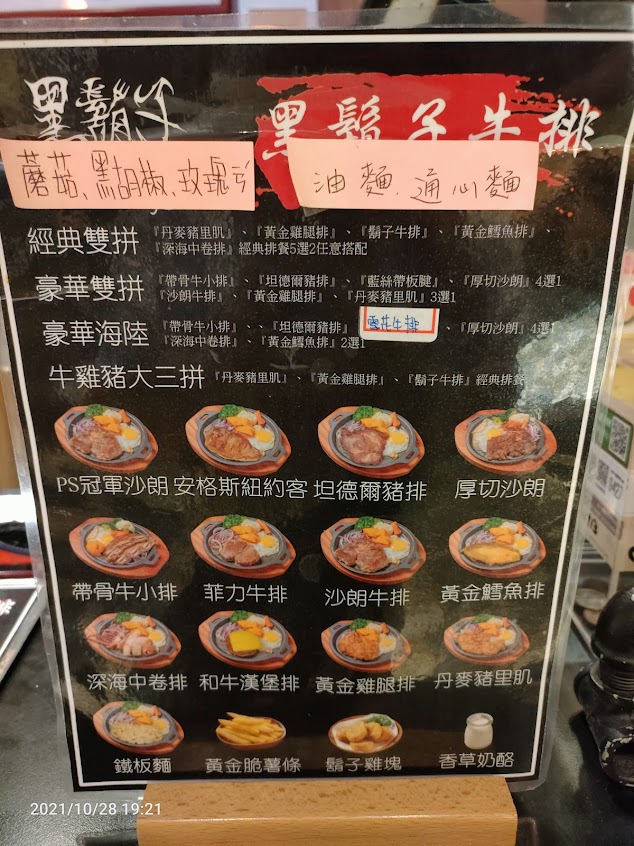 黑鬍子
黑鬍子牛排
蘑菇、黑胡椒、玫瑰
油麵、通心麵
經典雙拼 『丹麥豬里肌』、『黃金雞腿排』、『鬍子牛排』、『黃金鱈魚排』、
『深海中卷排』經典排餐5選2任意搭配
豪華雙拼 『帶骨牛小排』、『坦德爾豬排』、『藍絲帶板腱』、『厚切沙朗』4選1
『沙朗牛排』、『黃金雞腿排』、『丹麥豬里肌』3選1
豪華海陸 『帶骨牛小排』、、『坦德爾豬排』 雪花牛排 、『厚切沙朗』4選1
『深海中卷排』、『黃金鱈魚排』2選1
牛雞豬大三拼 『丹麥豬里肌』、『黃金雞腿排』、『鬍子牛排』經典排餐
PS冠軍沙朗 安格斯紐約客 坦德爾豬排 厚切沙朗
帶骨牛小排 菲力牛排 沙朗牛排 黃金鱈魚排
深海中卷排 和牛漢堡排 黃金雞腿排 丹麥豬里肌
鐵板麵 黃金脆薯條 鬍子雞塊 香草奶酪
2021/10/28 19:21